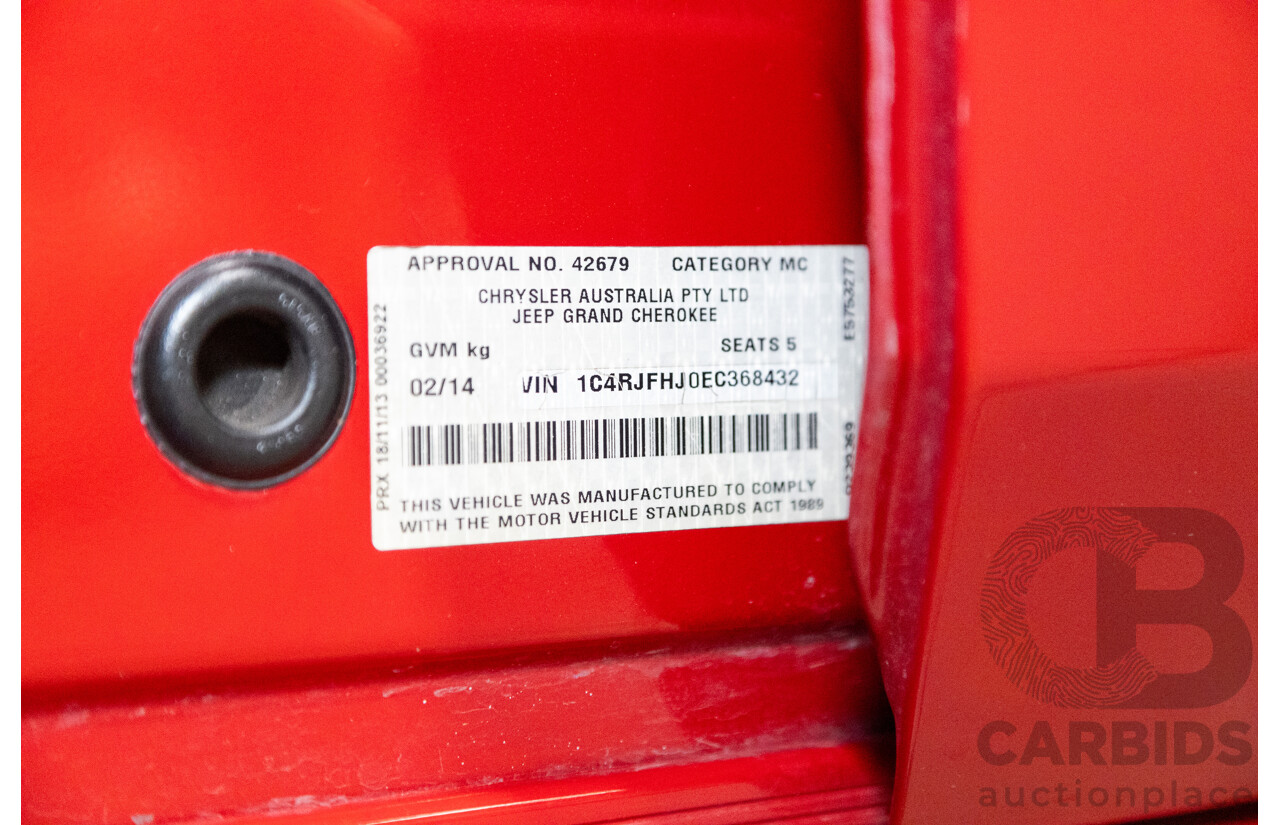 APPROVAL NO. 42679 CATEGORY MC
CHRYSLER AUSTRALIA PTY LTD
JEEP GRAND CHEROKEE
GVM kg SEATS 5
02/14 VIN 1C4RJFHJ0EC368432
THIS VEHICLE WAS MANUFACTURED TO COMPLY
WITH THE MOTOR VEHICLE STANDARDS ACT 1989
PRX 18/11/13 00036922
ES753277
CB
CARBIDS
auctionplace